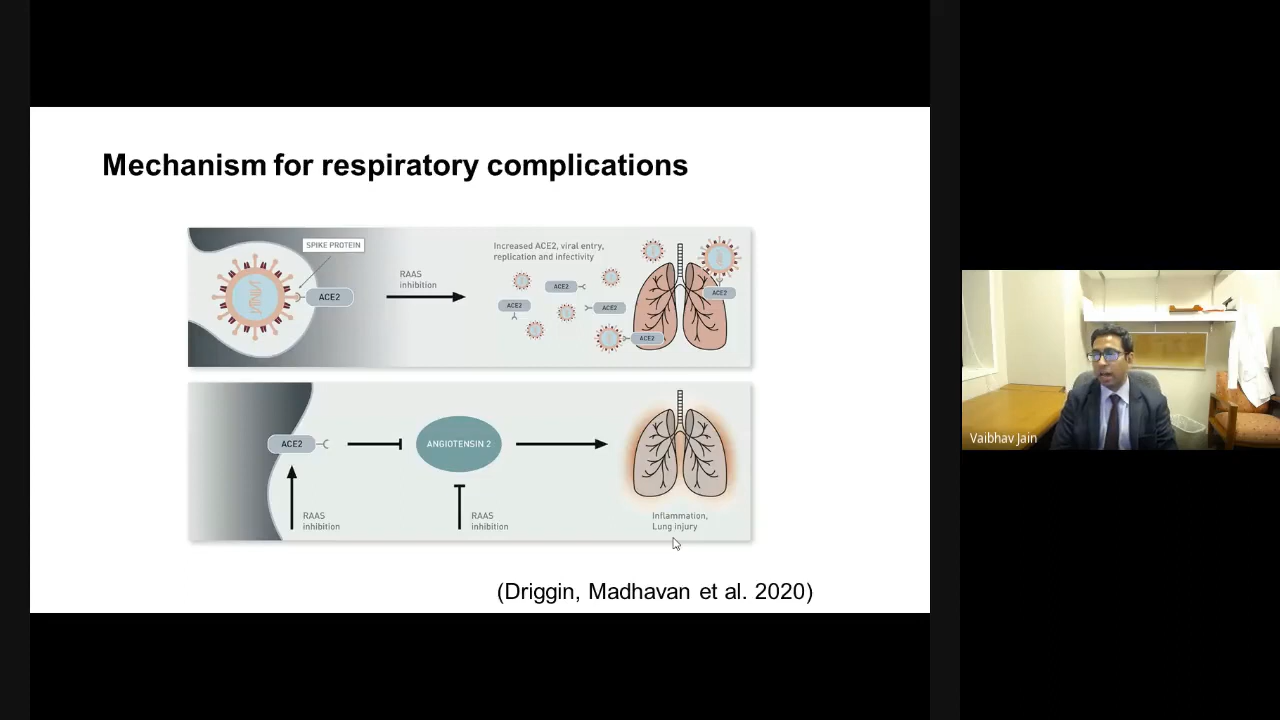 Mechanism for respiratory complications
SPIKE PROTEIN
ACE2
RAAS
inhibition
Increased ACE2, viral entry,
replication and infectivity
ACE2
ACE2
ACE2
ACE2
ACE2
ACE2
ANGIOTENSIN 2
RAAS
inhibition
RAAS
inhibition
Inflammation,
Lung injury
(Driggin, Madhavan et al. 2020)
Vaibhav Jain